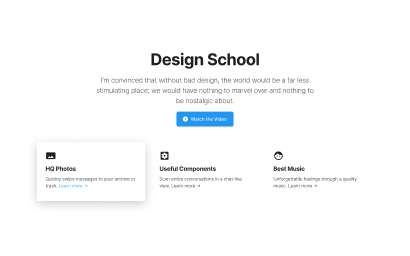 Design School
I'm convinced that without bad design, the world would be a far less
stimulating place; we would have nothing to marvel over and nothing to
be nostalgic about.
Watch the Video
HQ Photos
Quickly swipe messages to your archive or
trash. Learn more →
Useful Components
Scan entire conversations in a chat-like
view. Learn more →
Best Music
Unforgettable feelings through a quality
music. Learn more →